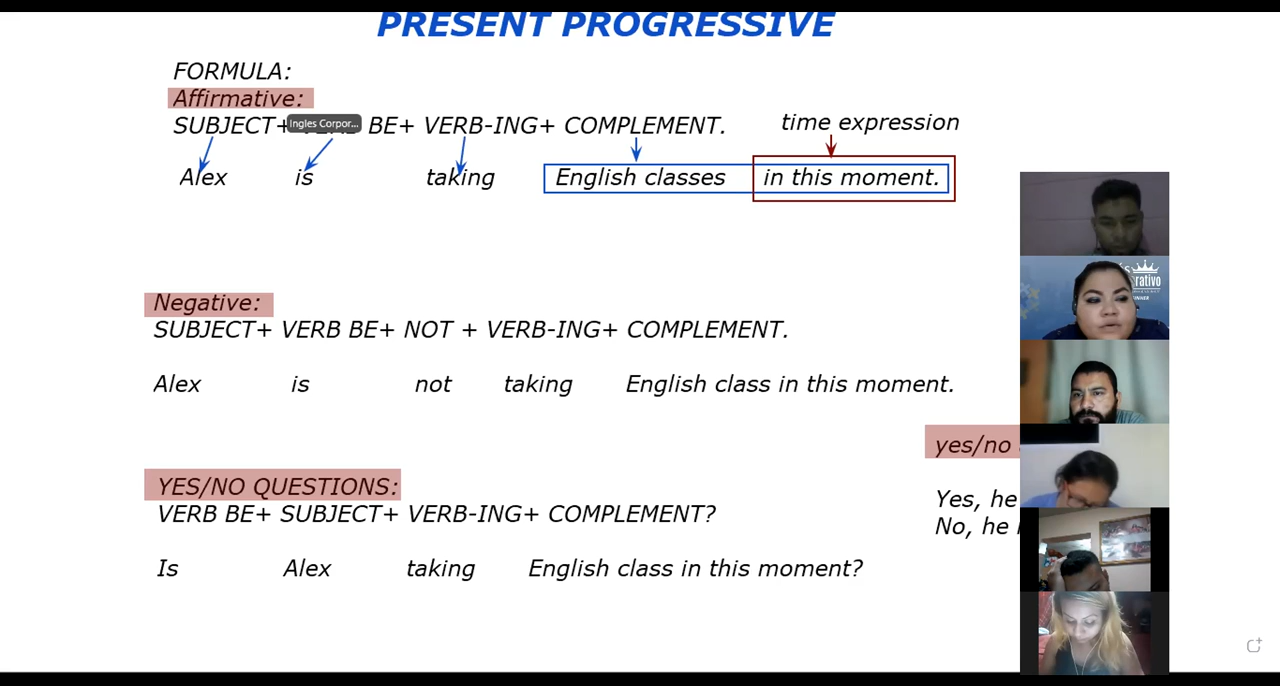 PRESENT PROGRESSIVE
FORMULA:
Affirmative:
SUBJECT+ BE+ VERB-ING+ COMPLEMENT.
Ingles Corpor...
time expression
Alex is taking English classes in this moment.
Negative:
SUBJECT+ VERB BE+ NOT + VERB-ING+ COMPLEMENT.
Alex is not taking English class in this moment.
yes/no
Yes, he
No, he
YES/NO QUESTIONS:
VERB BE+ SUBJECT+ VERB-ING+ COMPLEMENT?
Is Alex taking English class in this moment?
rativo